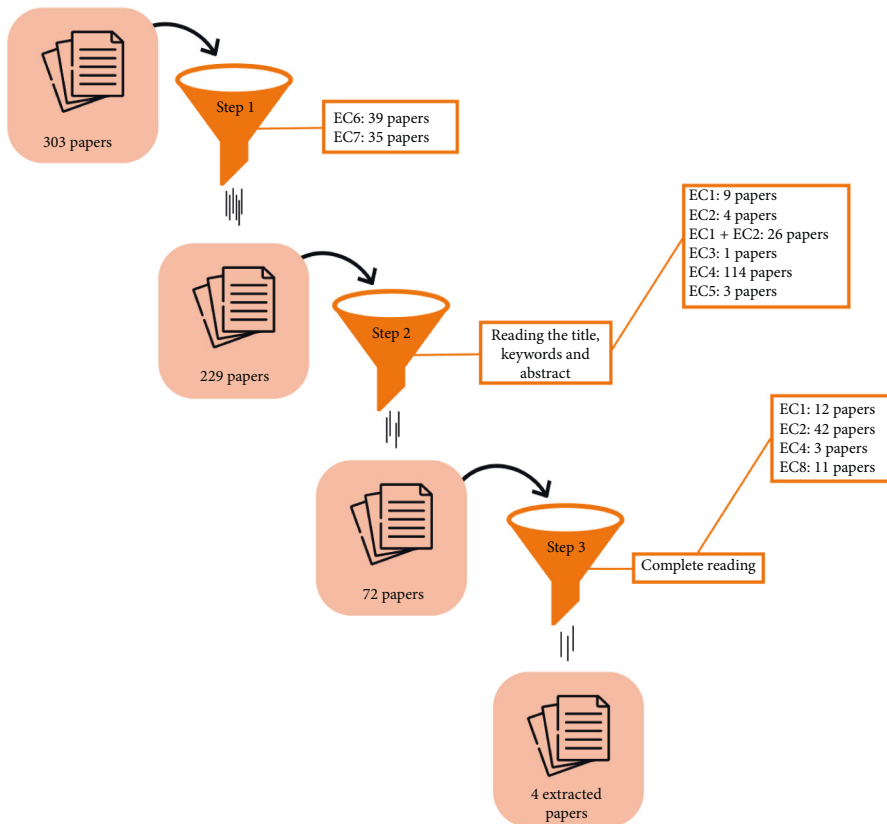 303 papers
Step 1
EC6: 39 papers
EC7: 35 papers
229 papers
Step 2
Reading the title,
keywords and
abstract
EC1: 9 papers
EC2: 4 papers
EC1 + EC2: 26 papers
EC3: 1 papers
EC4: 114 papers
EC5: 3 papers
72 papers
Step 3
Complete reading
EC1: 12 papers
EC2: 42 papers
EC4: 3 papers
EC8: 11 papers
4 extracted
papers